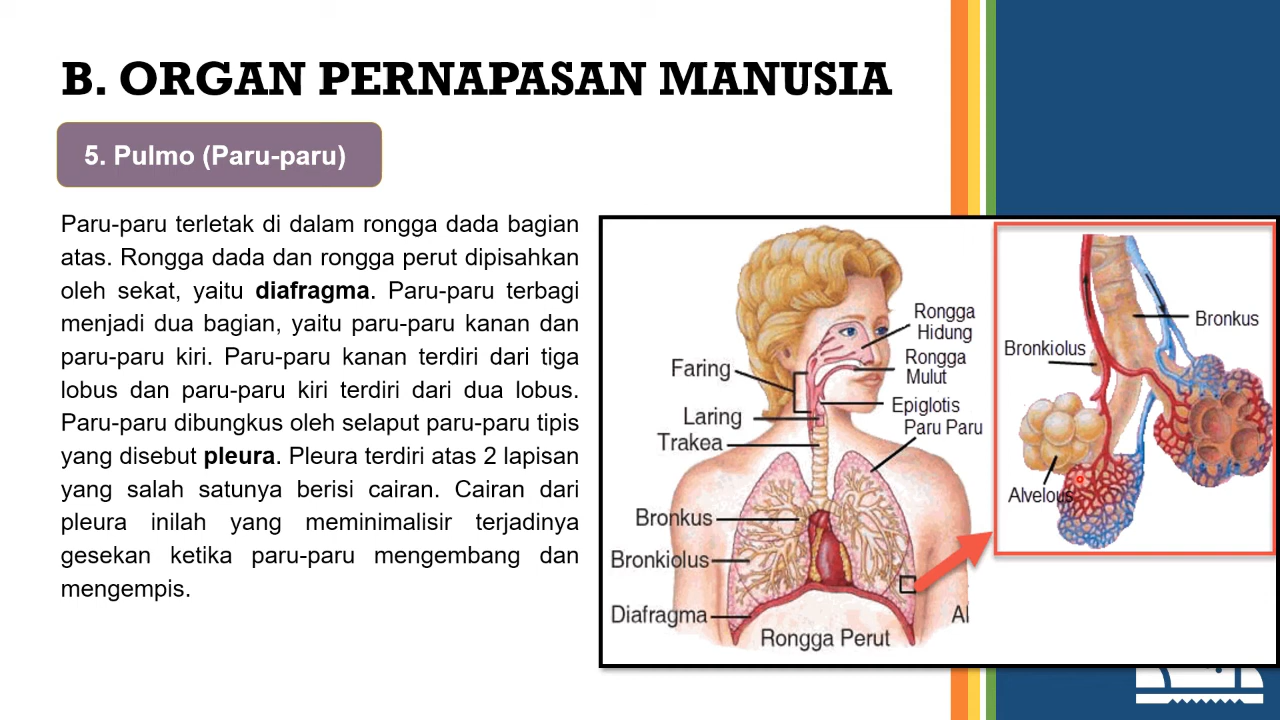 B. ORGAN PERNAPASAN MANUSIA
5. Pulmo (Paru-paru)
Paru-paru terletak di dalam rongga dada bagian
atas. Rongga dada dan rongga perut dipisahkan
oleh sekat, yaitu diafragma. Paru-paru terbagi
menjadi dua bagian, yaitu paru-paru kanan dan
paru-paru kiri. Paru-paru kanan terdiri dari tiga
lobus dan paru-paru kiri terdiri dari dua lobus.
Paru-paru dibungkus oleh selaput paru-paru tipis
yang disebut pleura. Pleura terdiri atas 2 lapisan
yang salah satunya berisi cairan. Cairan dari
pleura inilah yang meminimalisir terjadinya
gesekan ketika paru-paru mengembang dan
mengempis.
Rongga
Hidung
Rongga
Mulut
Faring
Epiglotis
Laring
Paru Paru
Trakea
Bronkus
Bronkiolus
Diafragma
Rongga Perut
Al
Bronkus
Bronkiolus
Alvelous